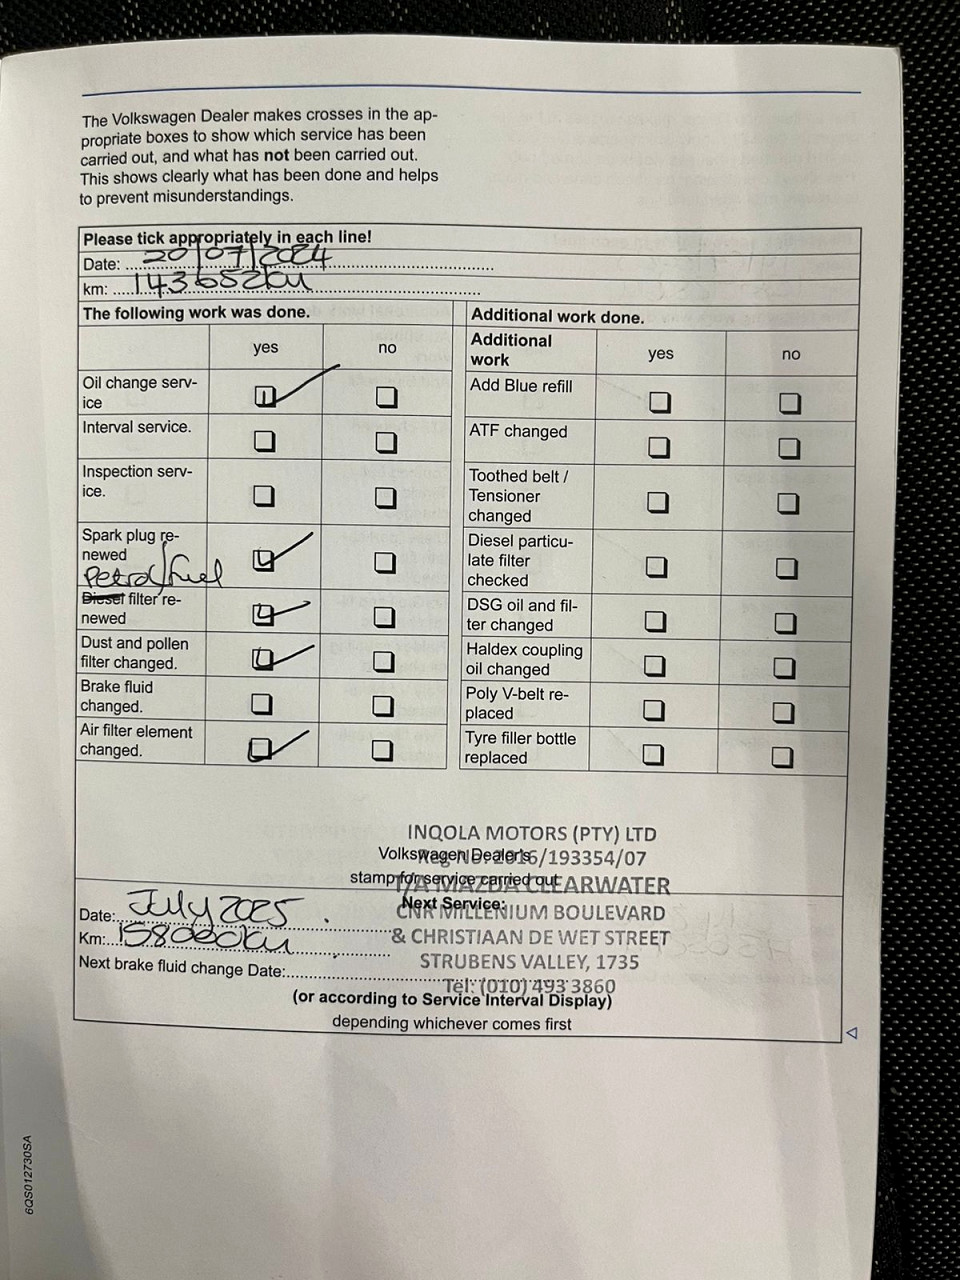 The Volkswagen Dealer makes crosses in the ap-
propriate boxes to show which service has been
carried out, and what has not been carried out.
This shows clearly what has been done and helps
to prevent misunderstandings.
Please tick appropriately in each line!
Date: 20/07/2024
km: 143652km
The following work was done.
yes no
Oil change serv-
ice
Interval service.
Inspection serv-
ice.
Spark plug re-
newed
Petrol/fuel
Diesel filter re-
newed
Dust and pollen
filter changed.
Brake fluid
changed.
Air filter element
changed.
Additional work done.
Additional
work
yes no
Add Blue refill
ATF changed
Toothed belt /
Tensioner
changed
Diesel particu-
late filter
checked
DSG oil and fil-
ter changed
Haldex coupling
oil changed
Poly V-belt re-
placed
Tyre filler bottle
replaced
INQOLA MOTORS (PTY) LTD
Volkswagen Dealer's
Reg No: 2016/193354/07
stamp for service carried out
T/A MAZDA CLEARWATER
Next Service:
CNR MILLENIUM BOULEVARD
Date: July 2025.
& CHRISTIAAN DE WET STREET
Km: 158000km
STRUBENS VALLEY, 1735
Next brake fluid change Date:
Tel: (010) 493 3860
(or according to Service Interval Display)
depending whichever comes first
6QS012730SA